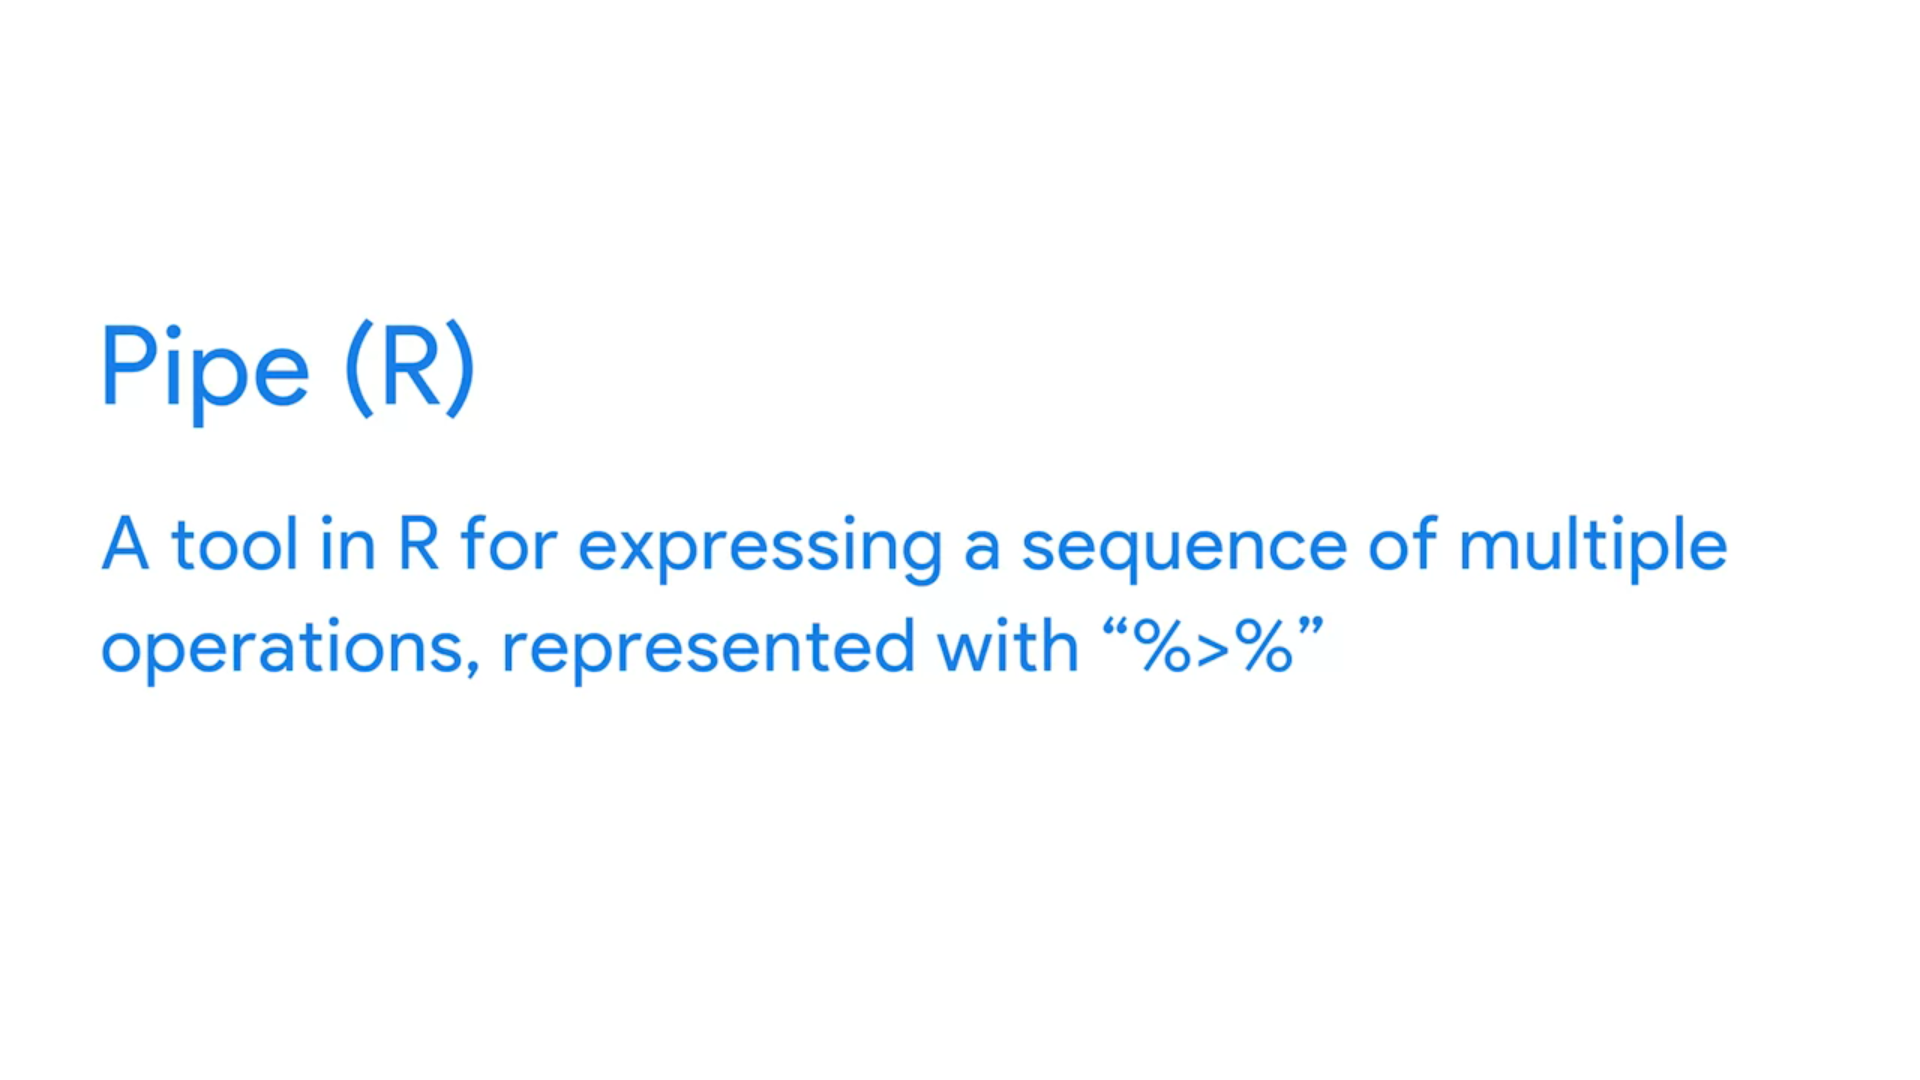 Pipe (R)
A tool in R for expressing a sequence of multiple
operations, represented with “%>%”